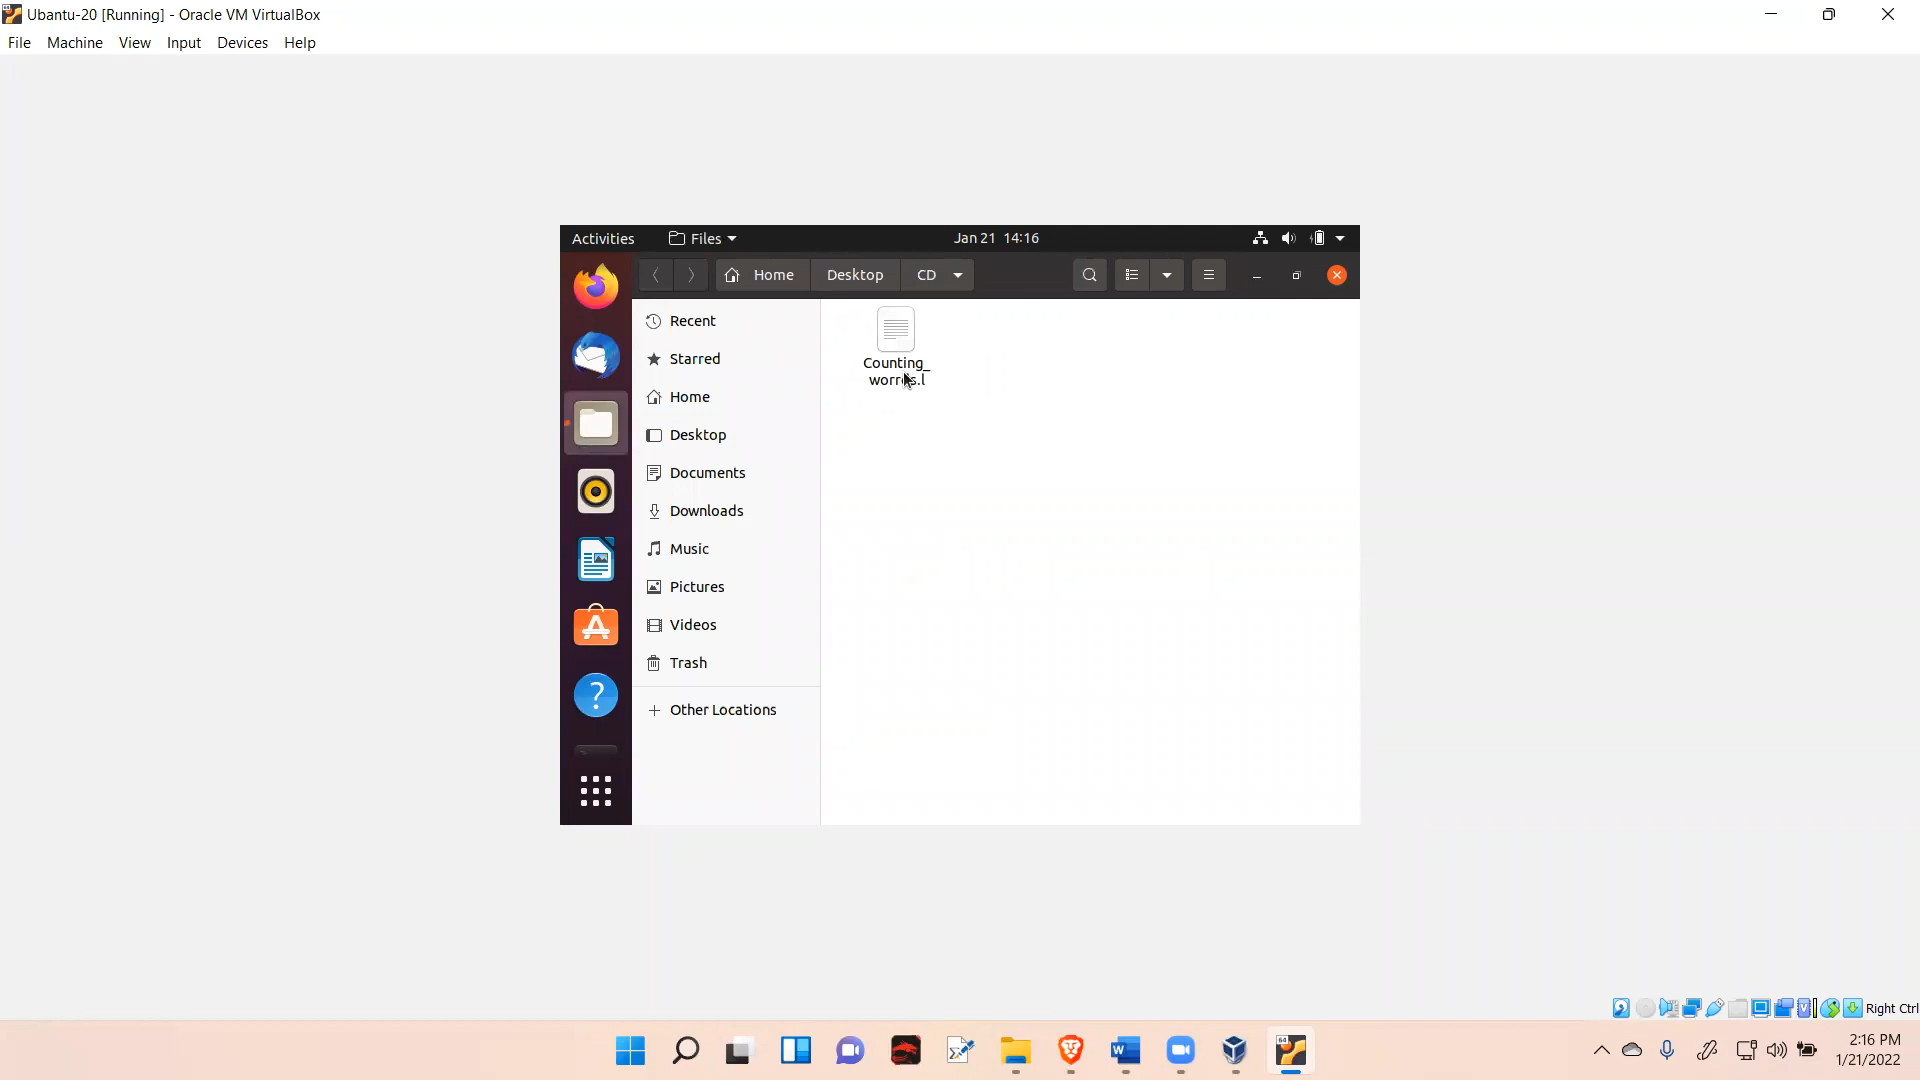 Ubantu-20 [Running] - Oracle VM VirtualBox
File Machine View Input Devices Help
Activities Files Jan 21 14:16
Home Desktop CD
Recent
Starred
Home
Desktop
Documents
Downloads
Music
Pictures
Videos
Trash
Other Locations
Counting_
Right Ctrl
2:16 PM
1/21/2022